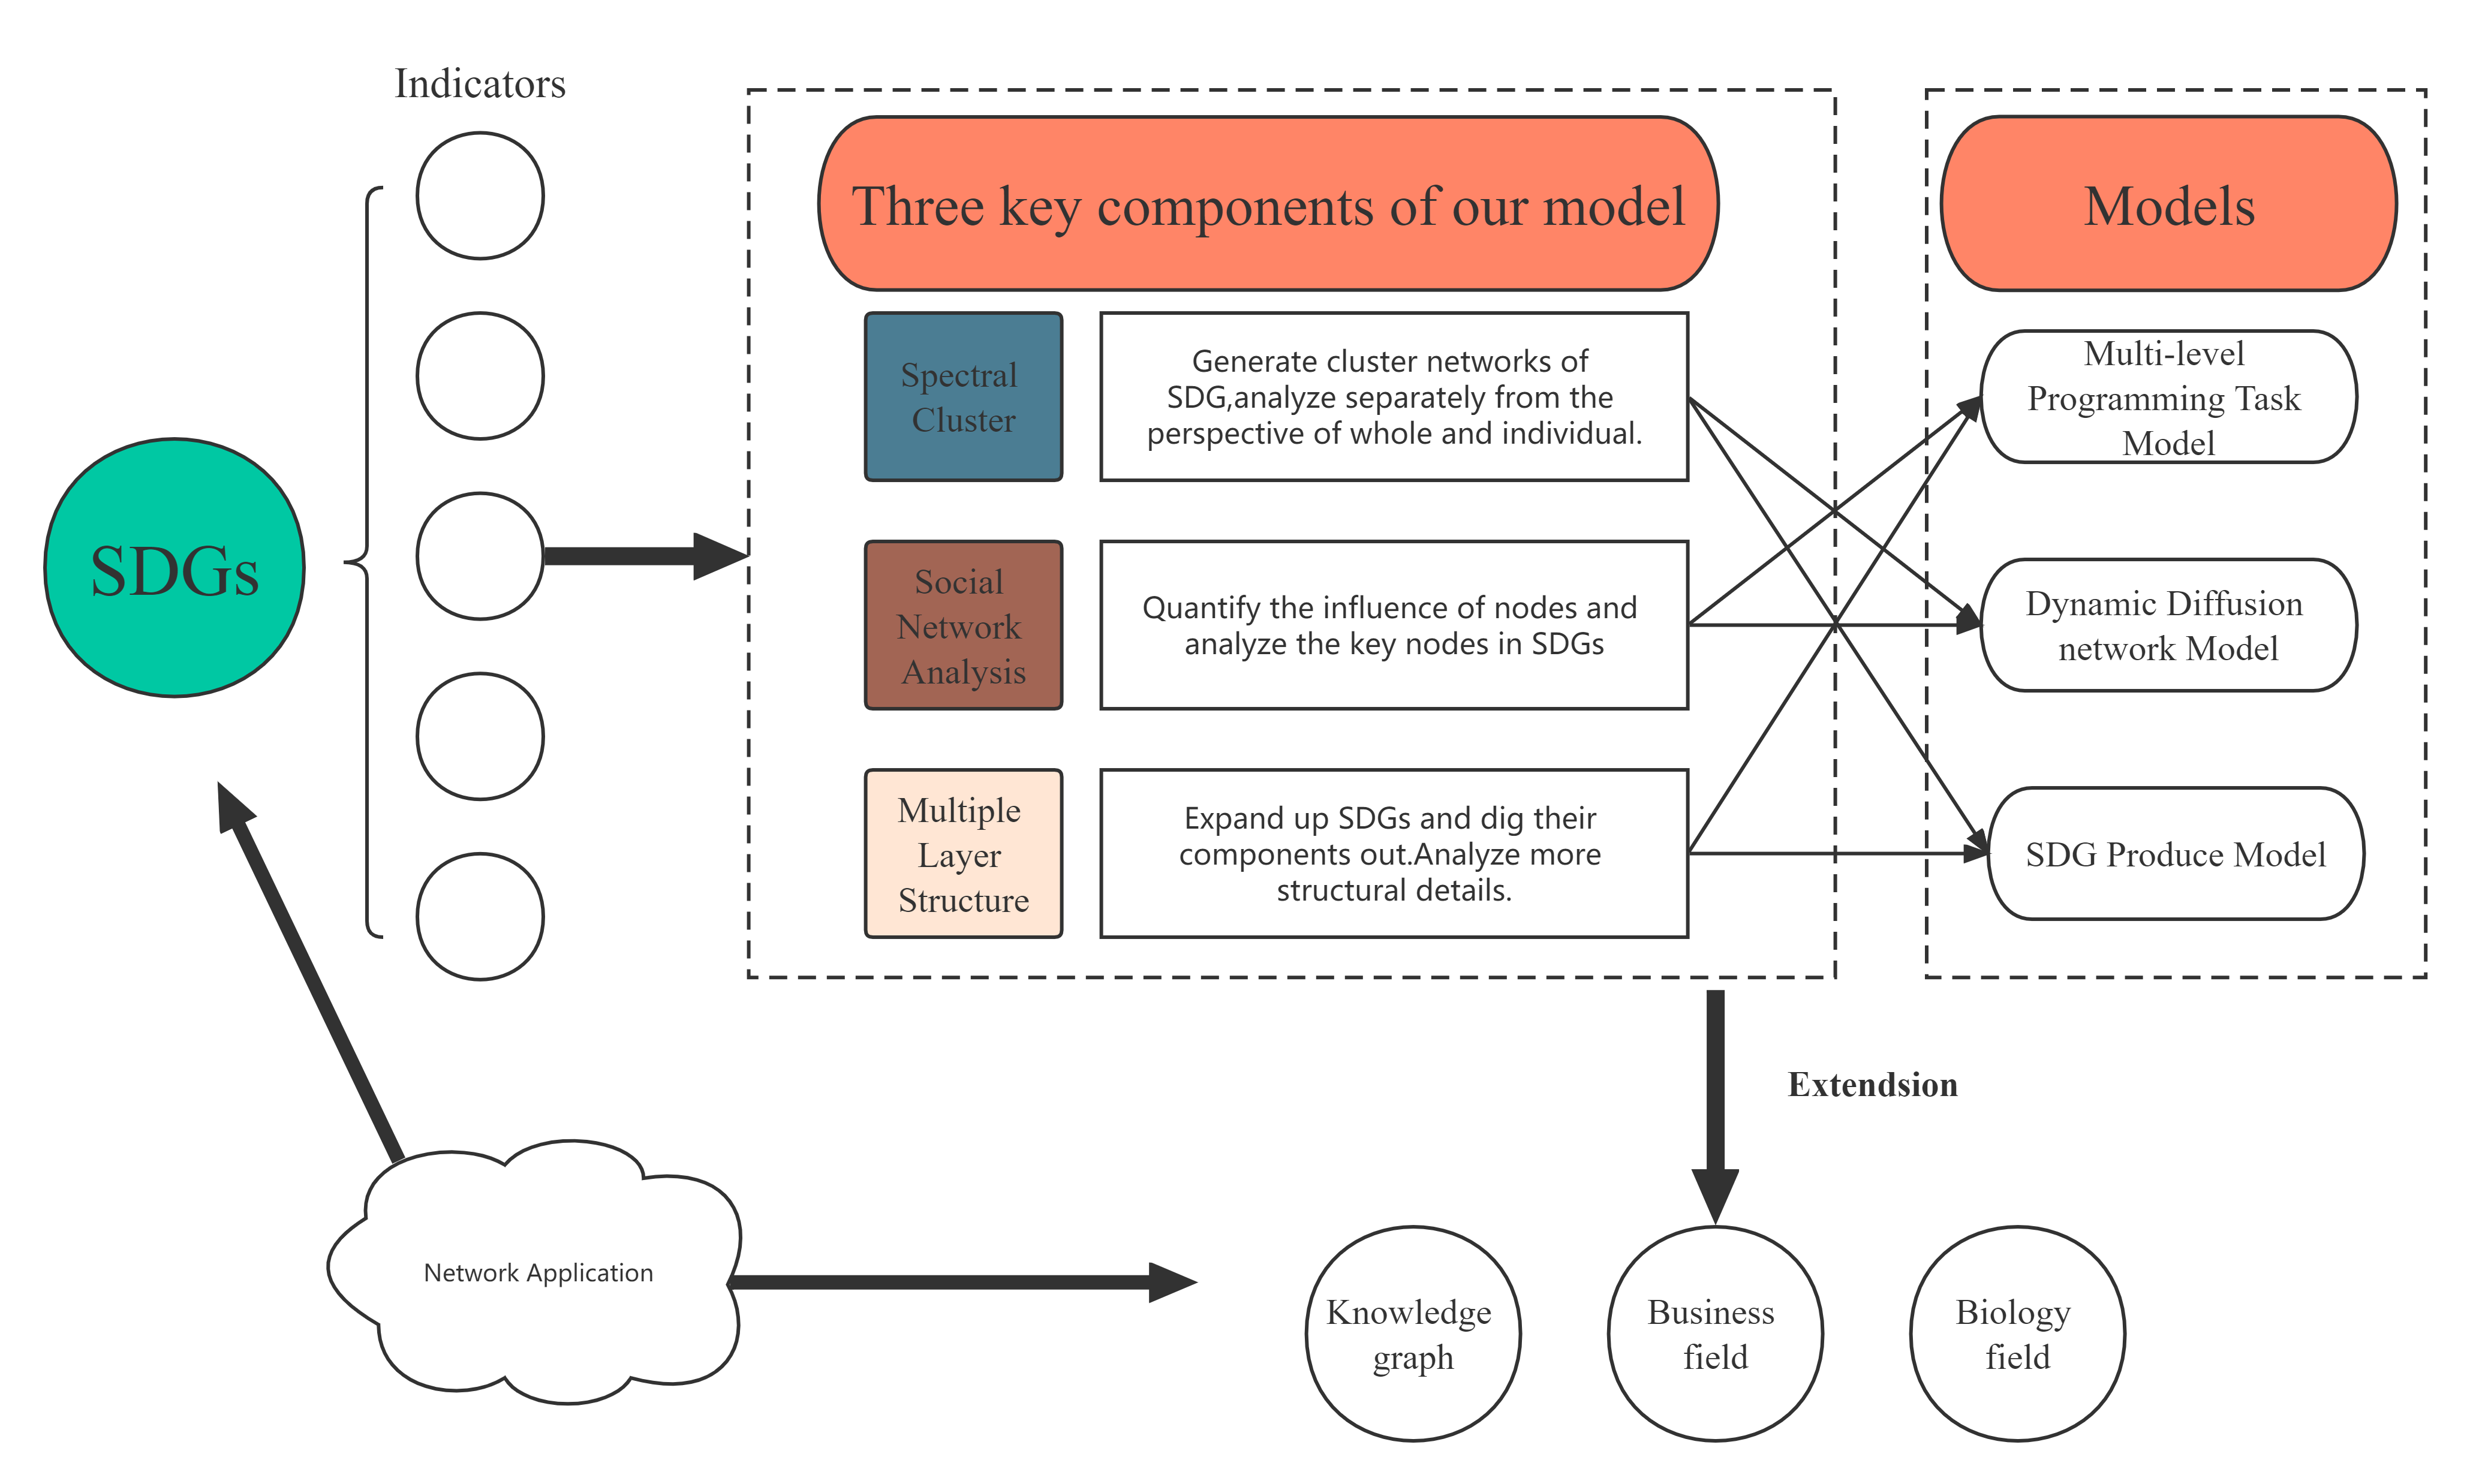 Indicators
SDGs
Three key components of our model
Spectral
Cluster
Generate cluster networks of
SDG,analyze separately from the
perspective of whole and individual.
Social
Network
Analysis
Quantify the influence of nodes and
analyze the key nodes in SDGs
Multiple
Layer
Structure
Expand up SDGs and dig their
components out.Analyze more
structural details.
Models
Multi-level
Programming Task
Model
Dynamic Diffusion
network Model
SDG Produce Model
Extendsion
Network Application
Knowledge
graph
Business
field
Biology
field